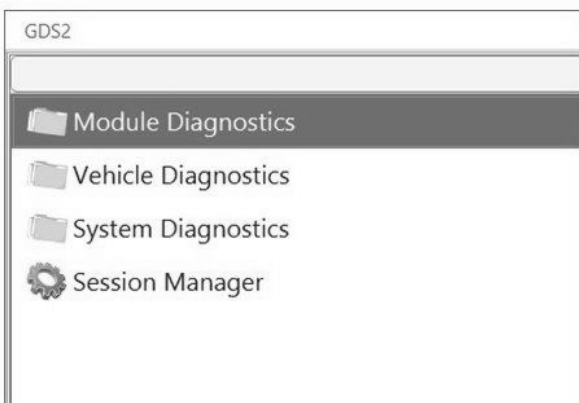 GDS2
Module Diagnostics
Vehicle Diagnostics
System Diagnostics
Session Manager